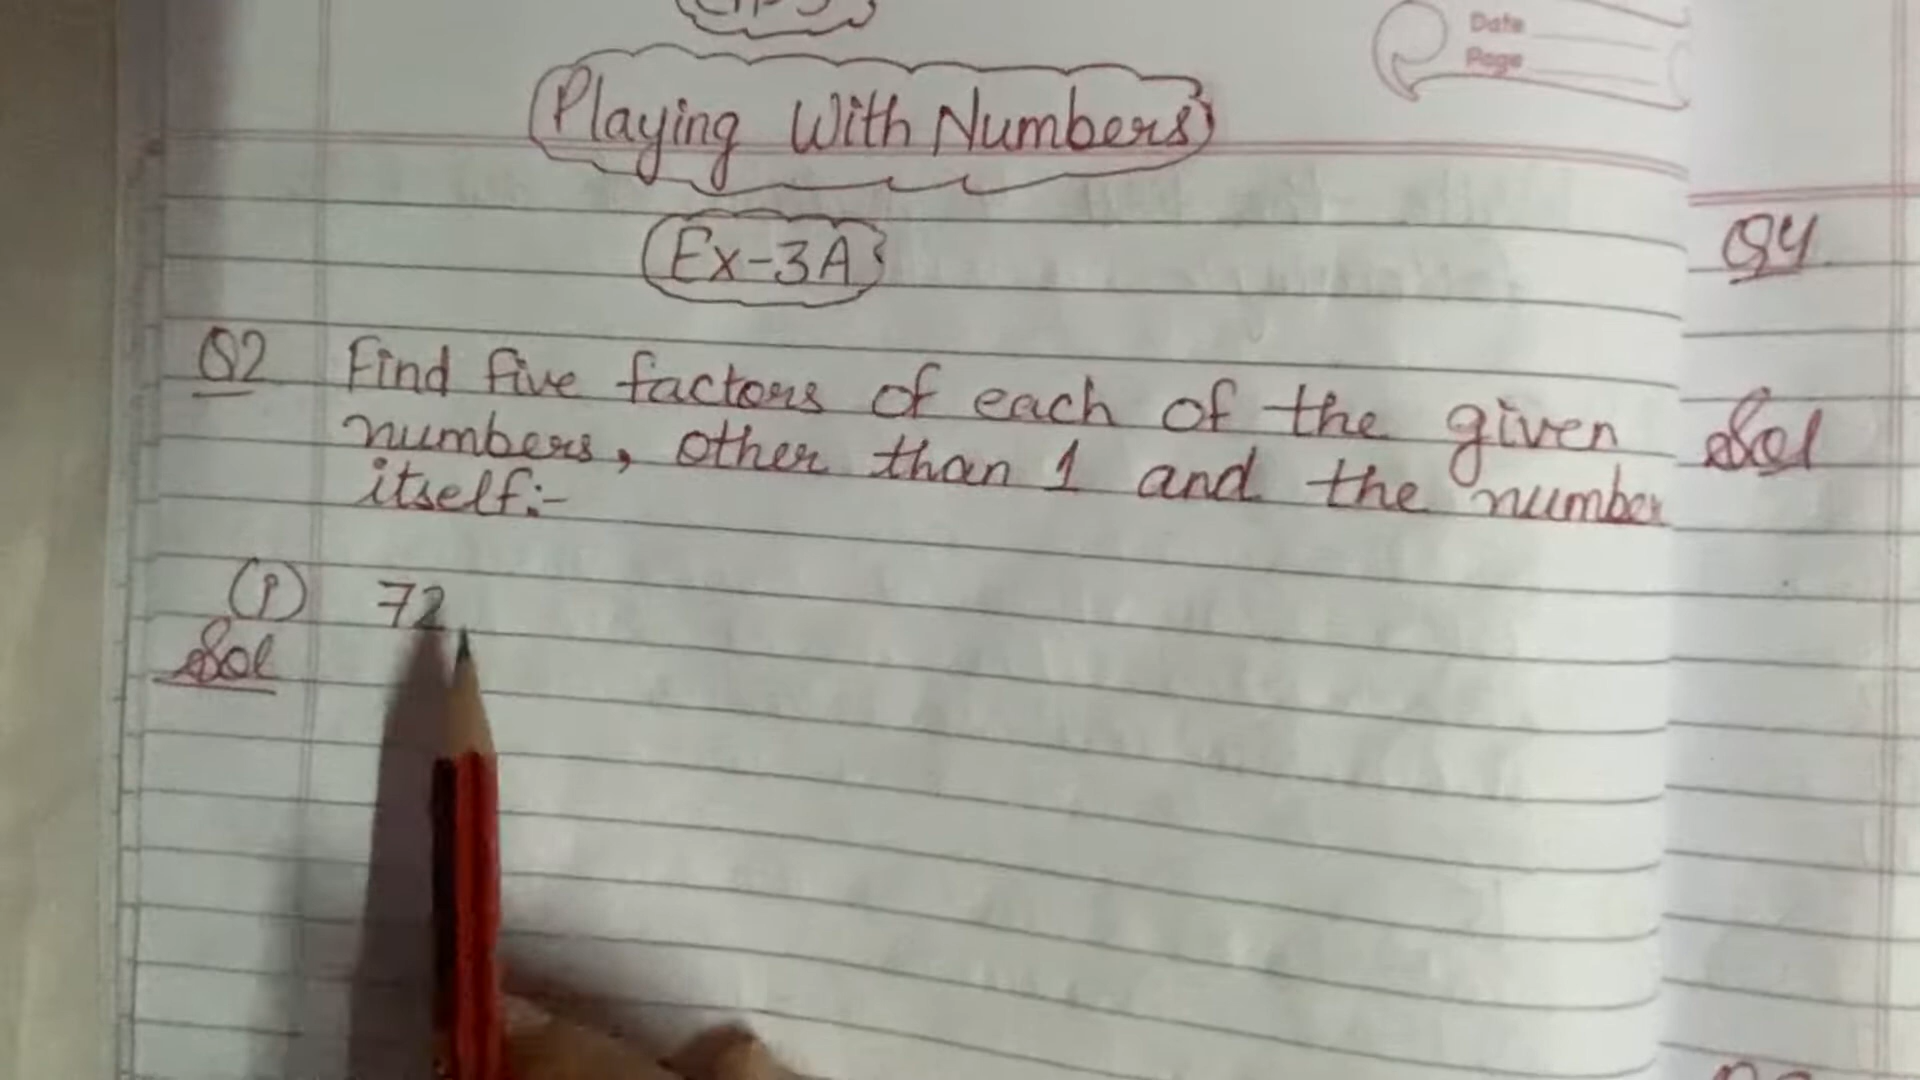 Date
Page
Playing With Numbers
Ex-3A
Q2 Find five factors of each of the given
numbers, other than 1 and the number
itself:-
(i) 72
Sol
Q4
Sol